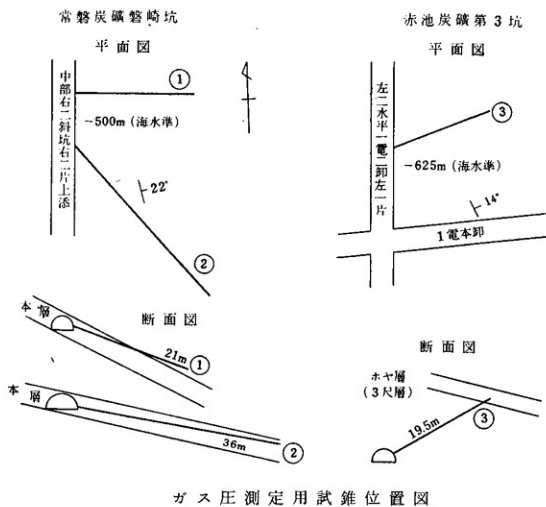 常磐炭礦磐崎坑
平面図
中部右二斜坑右二片上添
①
−500m (海水準)
22°
②
断面図
本層
21m
①
本層
36m
②
赤池炭礦第3坑
平面図
左二水平一電二卸左一片
③
−625m (海水準)
14°
1電本卸
断面図
ホヤ層
(3尺層)
19.5m
③
ガス圧測定用試錐位置図